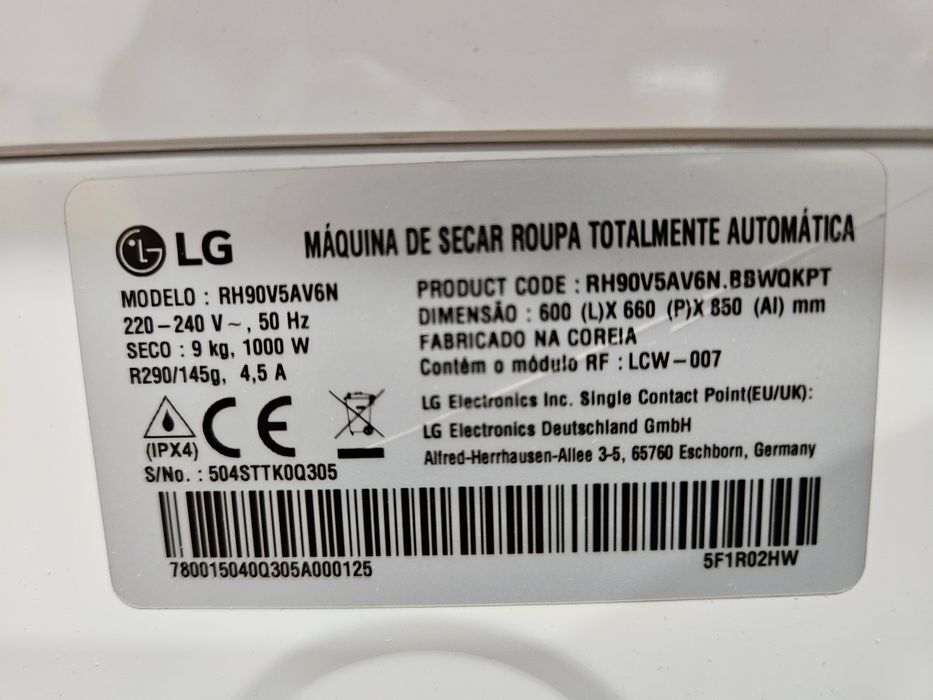 LG
MÁQUINA DE SECAR ROUPA TOTALMENTE AUTOMÁTICA
MODELO : RH90V5AV6N
220-240 V~, 50 Hz
SECO : 9 kg, 1000 W
R290/145g, 4,5 A
PRODUCT CODE : RH90V5AV6N.BBWQKPT
DIMENSÃO : 600 (L)X 660 (P)X 850 (Al) mm
FABRICADO NA COREIA
Contém o módulo RF : LCW-007
LG Electronics Inc. Single Contact Point(EU/UK):
LG Electronics Deutschland GmbH
Alfred-Herrhausen-Allee 3-5, 65760 Eschborn, Germany
(IPX4)
CE
S/No. : 504STTK0Q305
780015040Q305A000125
5F1R02HW